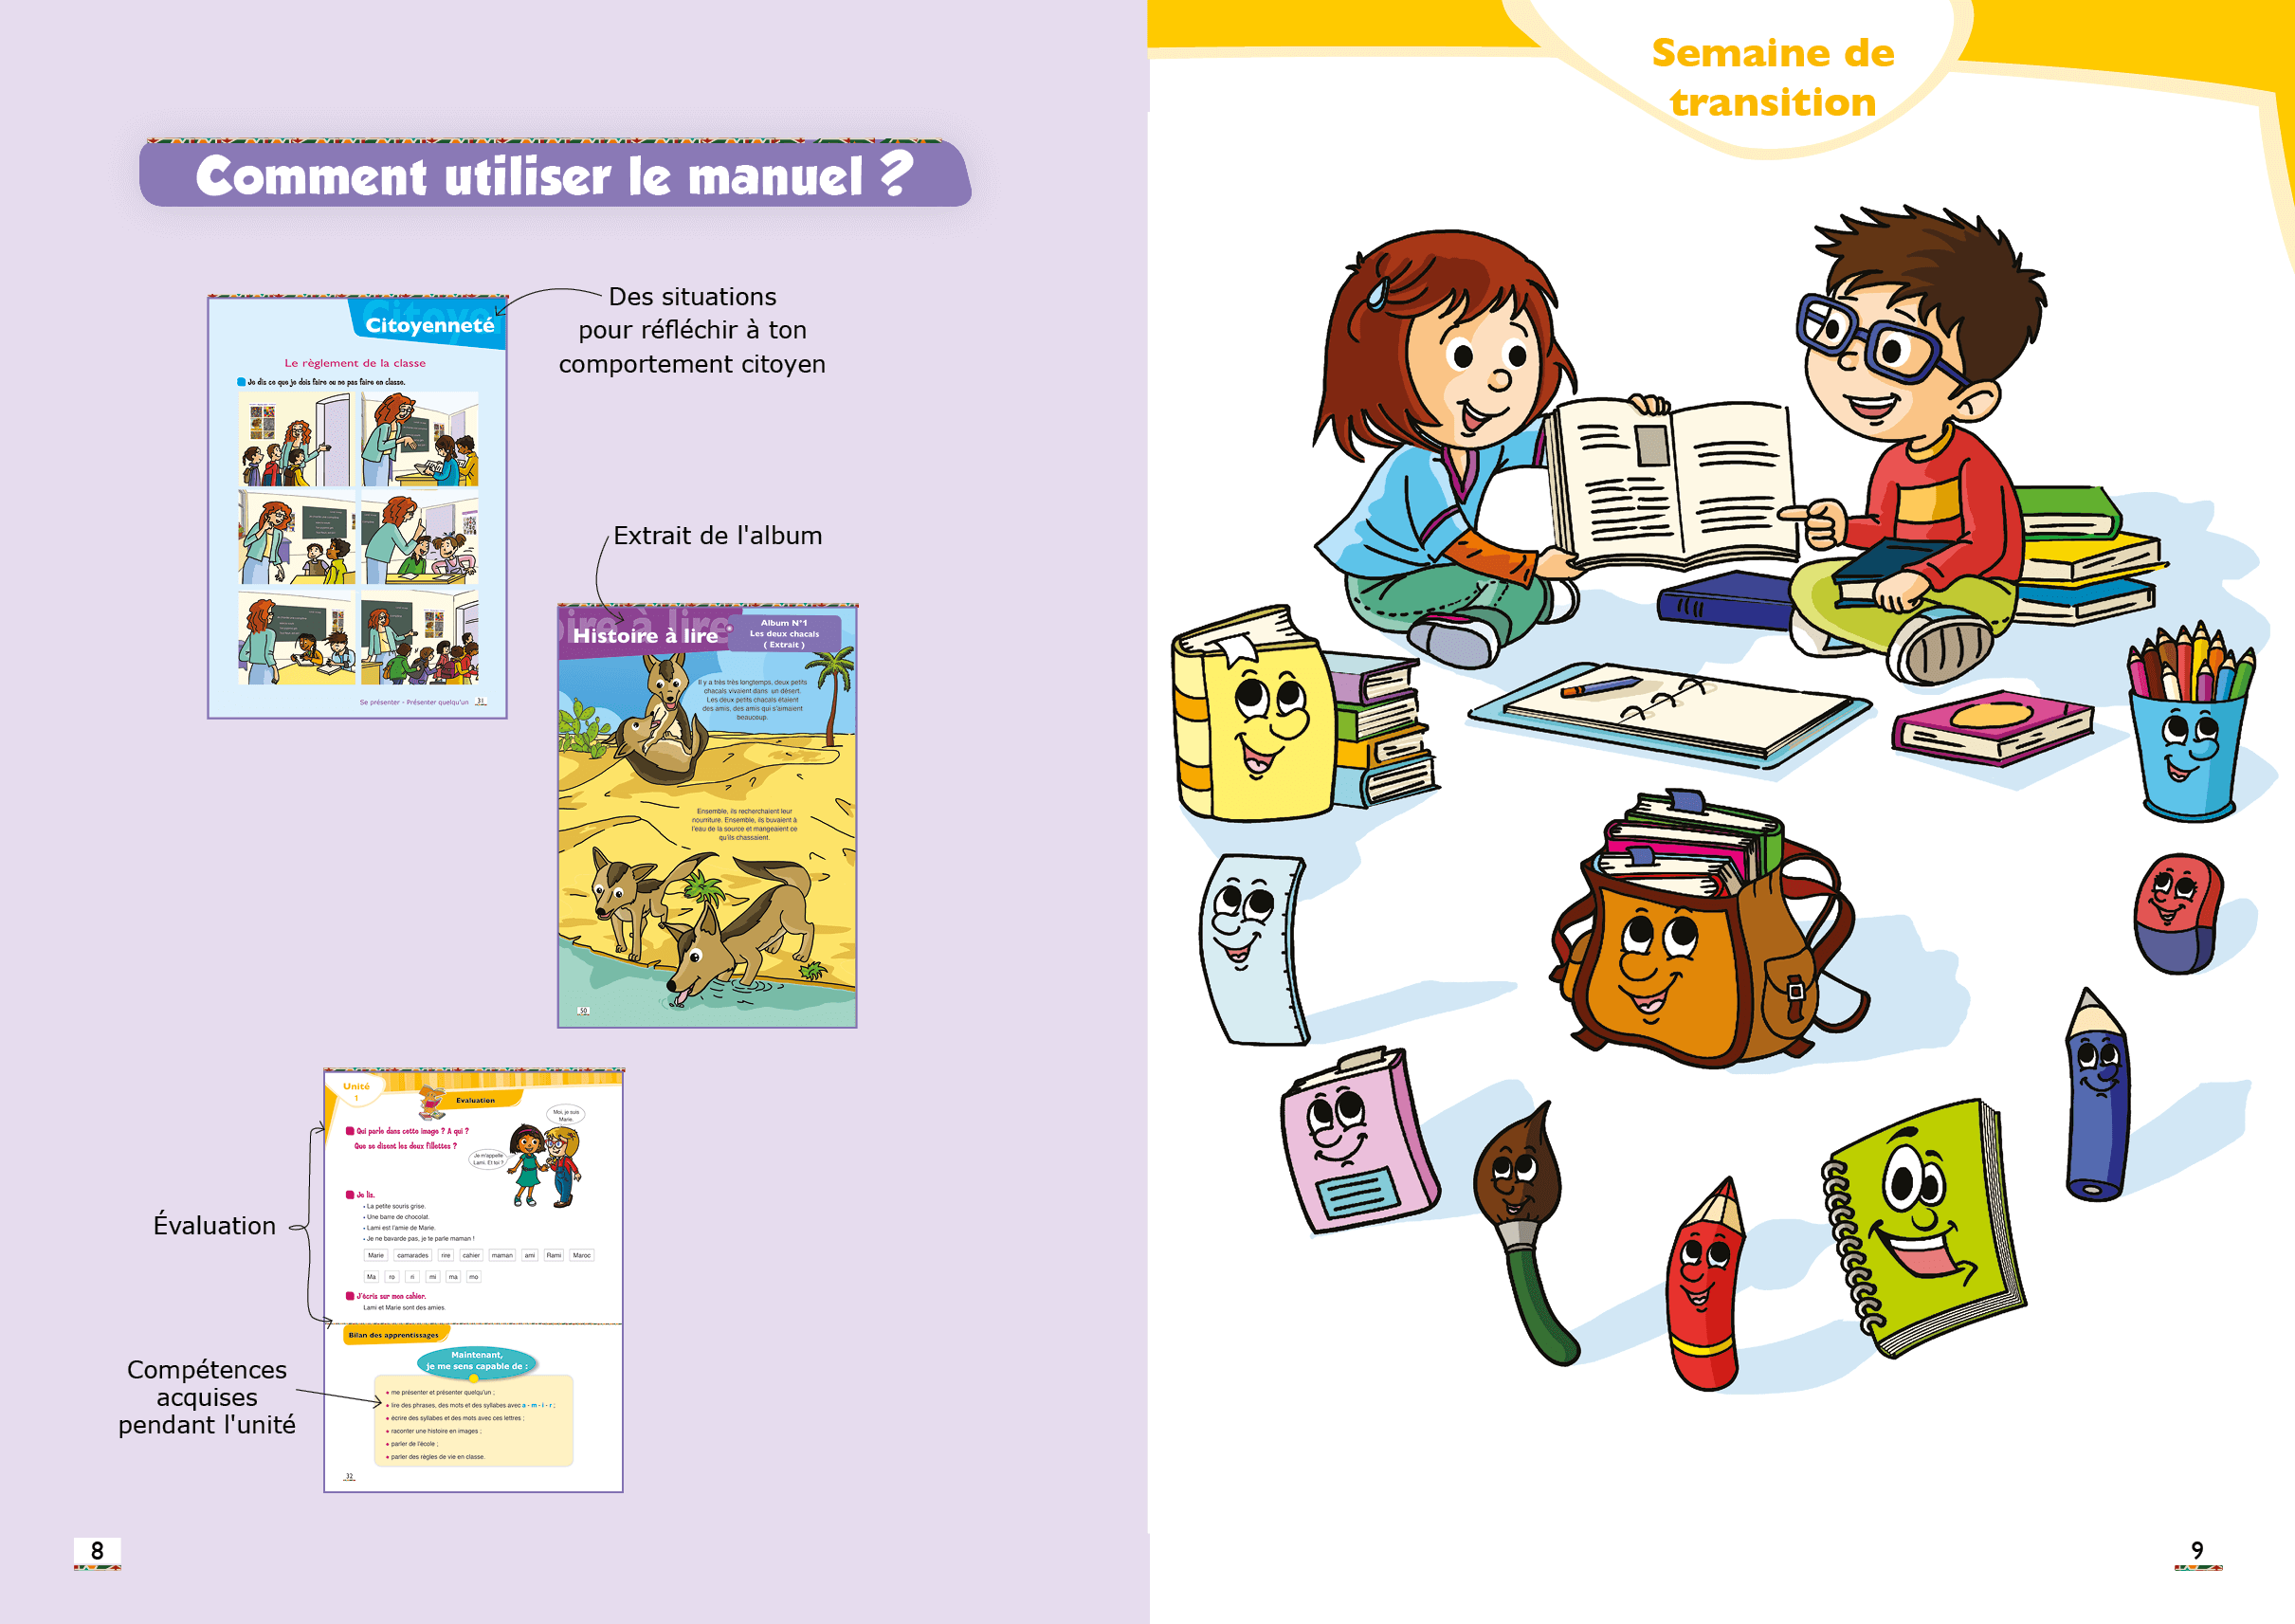 Comment utiliser le manuel ?
Des situations
pour réfléchir à ton
comportement citoyen
Citoyenneté
Le règlement de la classe
Je dis ce que je dois faire ou ne pas faire en classe.
Se présenter - Présenter quelqu'un
31
Extrait de l'album
Histoire à lire
Album N°1
Les deux chacals
( Extrait )
Il y a très très longtemps, deux petits
chacals vivaient dans un désert.
Les deux petits chacals étaient
des amis, des amis qui s'aimaient
beaucoup.
Ensemble, ils recherchaient leur
nourriture. Ensemble, ils buvaient à
l'eau de la source et mangeaient ce
qu'ils chassaient.
50
Évaluation
Compétences
acquises
pendant l'unité
Unité
1
Evaluation
Moi, je suis
Marie.
Qui parle dans cette image ? A qui ?
Que se disent les deux fillettes ?
Je m'appelle
Lami. Et toi ?
Je lis.
• La petite souris grise.
• Une barre de chocolat.
• Lami est l'amie de Marie.
• Je ne bavarde pas, je te parle maman !
Marie camarades rire cahier maman ami Rami Maroc
Ma ro ri mi ma mo
J'écris sur mon cahier.
Lami et Marie sont des amies.
Bilan des apprentissages
Maintenant,
je me sens capable de :
• me présenter et présenter quelqu'un ;
• lire des phrases, des mots et des syllabes avec a - m - i - r ;
• écrire des syllabes et des mots avec ces lettres ;
• raconter une histoire en images ;
• parler de l'école ;
• parler des règles de vie en classe.
32
8
Semaine de
transition
9